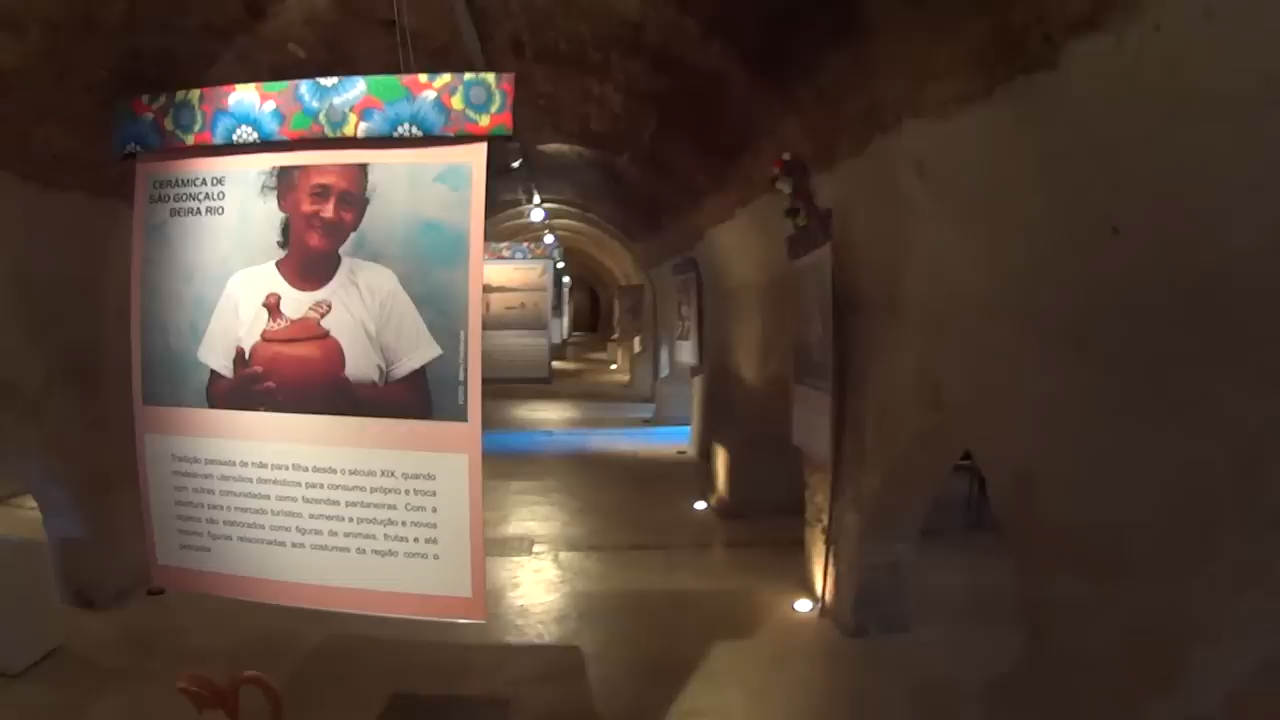 CERÂMICA DE
SÃO GONÇALO
BEIRA RIO
Tradição passada de mãe para filha desde o século XIX, quando
modelavam utensílios domésticos para consumo próprio e troca
com outras comunidades como fazendas pantaneiras. Com a
abertura para o mercado turístico, aumenta a produção e novos
objetos são elaborados como figuras de animais, frutas e até
mesmo figuras relacionadas aos costumes da região como o